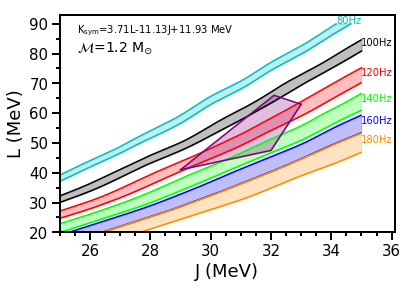 80Hz
K_sym=3.71L-11.13J+11.93 MeV
100Hz
ℳ=1.2 M⊙
120Hz
140Hz
160Hz
180Hz
90
80
70
60
50
40
30
20
L (MeV)
26 28 30 32 34 36
J (MeV)